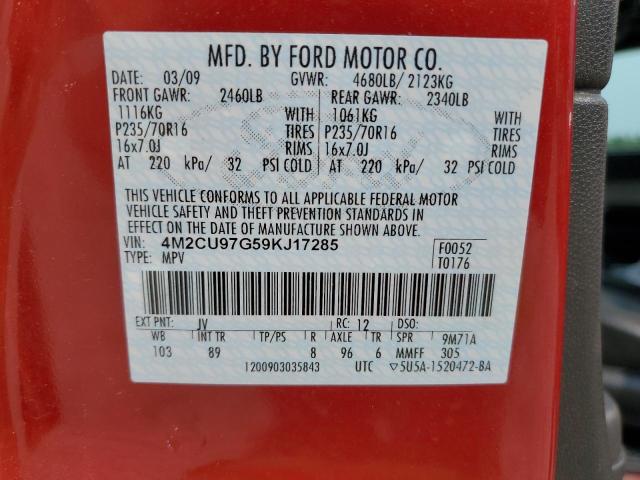 MFD. BY FORD MOTOR CO.
DATE: 03/09 GVWR: 4680LB/ 2123KG
FRONT GAWR: 2460LB REAR GAWR: 2340LB
1116KG WITH 1061KG WITH
P235/70R16 TIRES P235/70R16 TIRES
16x7.0J RIMS 16x7.0J RIMS
AT 220 kPa/ 32 PSI COLD AT 220 kPa/ 32 PSI COLD
THIS VEHICLE CONFORMS TO ALL APPLICABLE FEDERAL MOTOR
VEHICLE SAFETY AND THEFT PREVENTION STANDARDS IN
EFFECT ON THE DATE OF MANUFACTURE SHOWN ABOVE.
VIN: 4M2CU97G59KJ17285 F0052
TYPE: MPV T0176
EXT PNT: JV RC: 12 DSO:
WB INT TR TP/PS R AXLE TR SPR 9M71A
103 89 8 96 6 MMFF 305
1200903035843 UTC ▽5U5A-1520472-BA